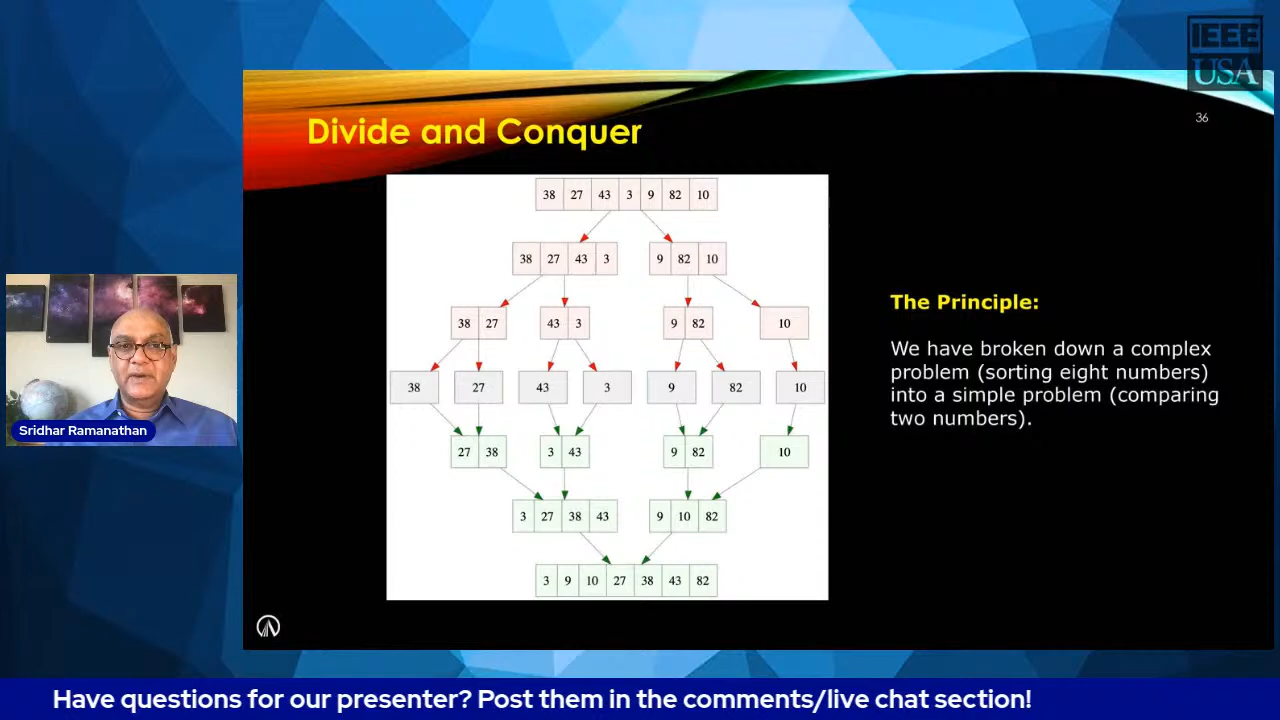 IEEE
USA
36
Divide and Conquer
38 27 43 3 9 82 10
38 27 43 3 9 82 10
38 27 43 3 9 82 10
38 27 43 3 9 82 10
27 38 3 43 9 82 10
3 27 38 43 9 10 82
3 9 10 27 38 43 82
The Principle:
We have broken down a complex
problem (sorting eight numbers)
into a simple problem (comparing
two numbers).
Sridhar Ramanathan
Have questions for our presenter? Post them in the comments/live chat section!